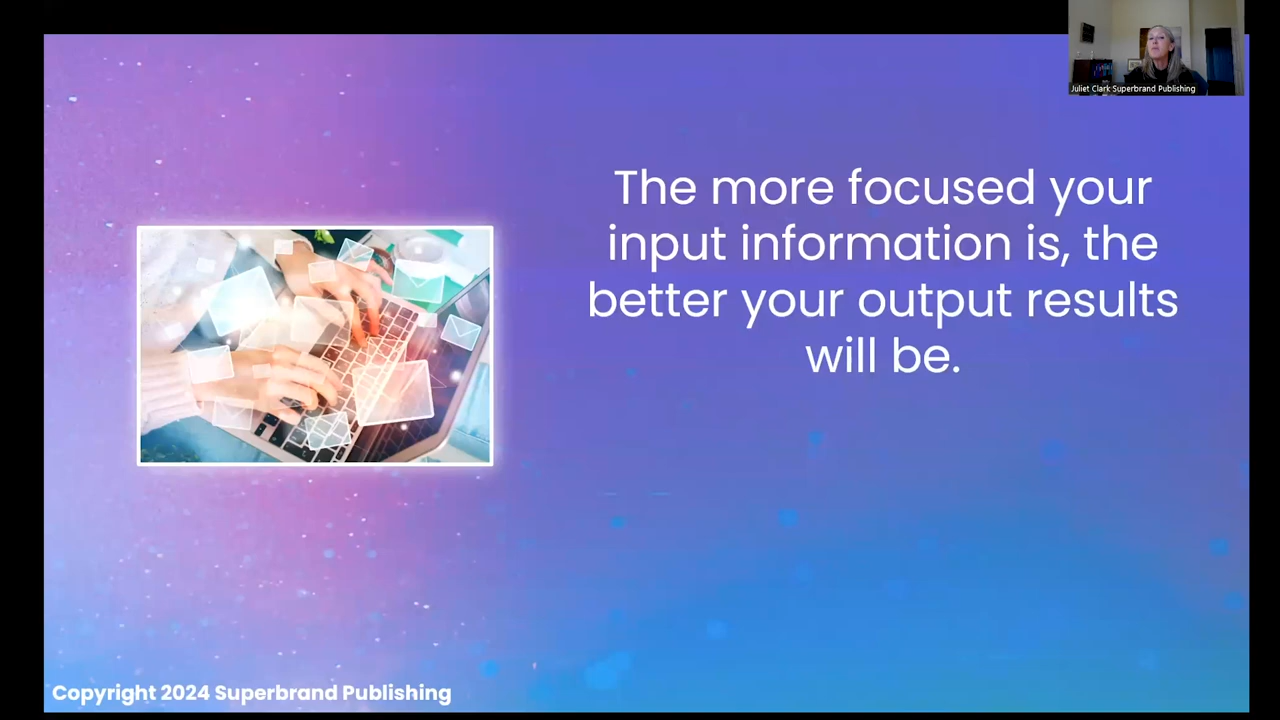 Juliet Clark Superbrand Publishing
The more focused your
input information is, the
better your output results
will be.
Copyright 2024 Superbrand Publishing